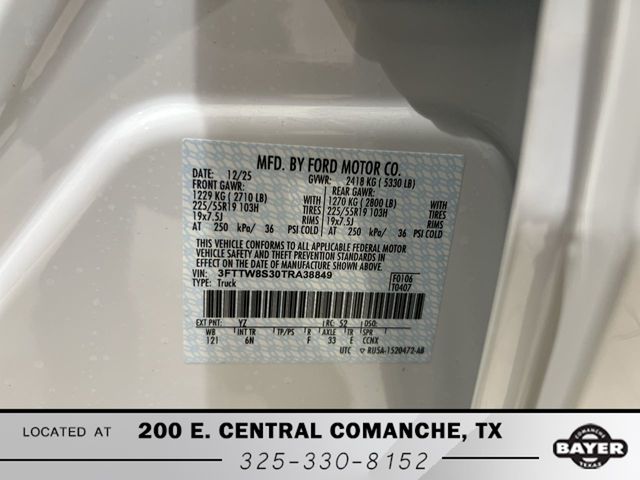 MFD. BY FORD MOTOR CO.
DATE: 12/25 GVWR: 2418 KG ( 5330 LB)
FRONT GAWR: REAR GAWR:
1229 KG ( 2710 LB) WITH 1270 KG ( 2800 LB) WITH
225/55R19 103H TIRES 225/55R19 103H TIRES
19x7.5J RIMS 19x7.5J RIMS
AT 250 kPa/ 36 PSI COLD AT 250 kPa/ 36 PSI COLD
THIS VEHICLE CONFORMS TO ALL APPLICABLE FEDERAL MOTOR
VEHICLE SAFETY AND BUMPER AND THEFT PREVENTION STANDARDS IN
EFFECT ON THE DATE OF MANUFACTURE SHOWN ABOVE.
VIN: 3FTTW8S30TRA38849 F0106
TYPE: Truck T0407
EXT PNT: YZ RC: 52 DSO:
WB INT TR TP/PS R AXLE TR SPR
121 6N F 33 E CCNX
UTC RU5A-1520472-AB
LOCATED AT 200 E. CENTRAL COMANCHE, TX
325-330-8152
COMANCHE
BAYER
TEXAS